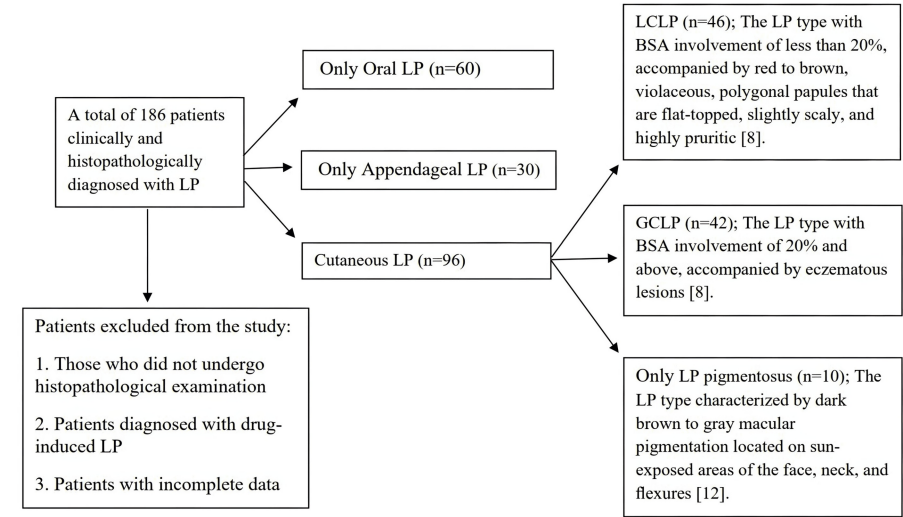 A total of 186 patients
clinically and
histopathologically
diagnosed with LP
Patients excluded from the study:
1. Those who did not undergo
histopathological examination
2. Patients diagnosed with drug-
induced LP
3. Patients with incomplete data
Only Oral LP (n=60)
Only Appendageal LP (n=30)
Cutaneous LP (n=96)
LCLP (n=46); The LP type with
BSA involvement of less than 20%,
accompanied by red to brown,
violaceous, polygonal papules that
are flat-topped, slightly scaly, and
highly pruritic [8].
GCLP (n=42); The LP type with
BSA involvement of 20% and
above, accompanied by eczematous
lesions [8].
Only LP pigmentosus (n=10); The
LP type characterized by dark
brown to gray macular
pigmentation located on sun-
exposed areas of the face, neck, and
flexures [12].